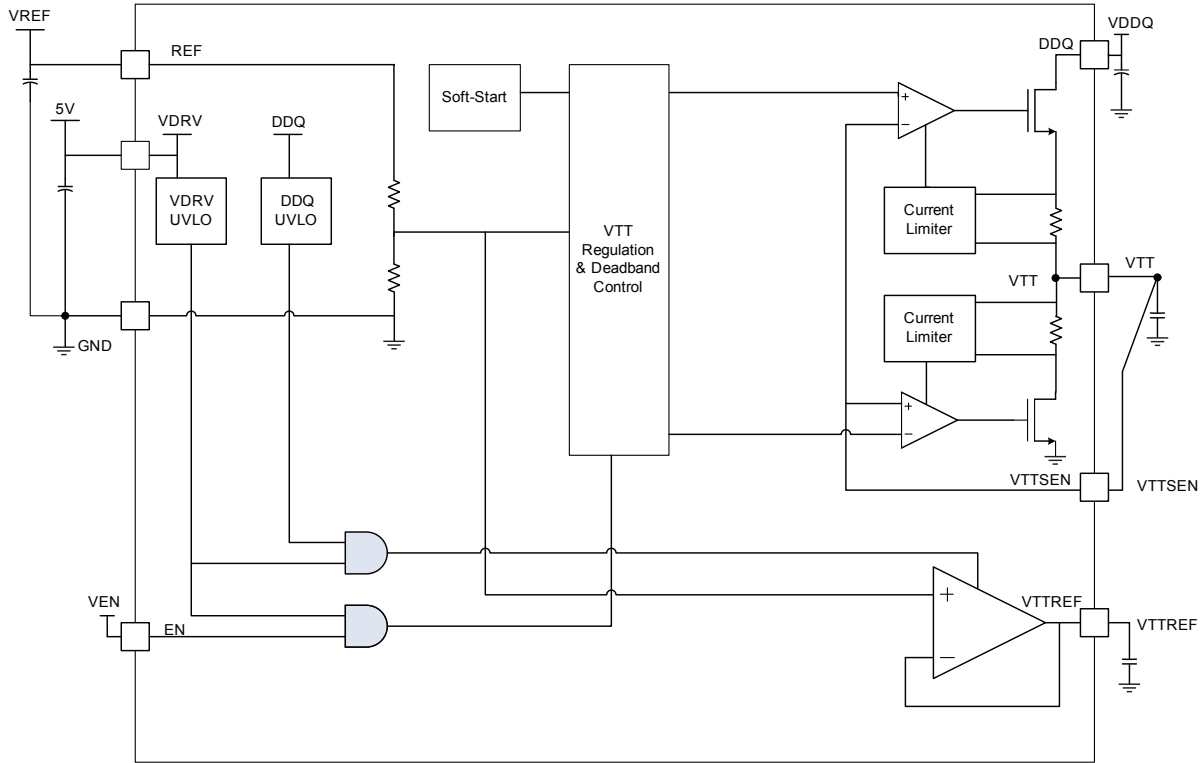 VREF
VDDQ
REF
DDQ
5V
VDRV
DDQ
Soft-Start
+
−
VDRV
UVLO
DDQ
UVLO
Current
Limiter
VTT
Regulation
& Deadband
Control
VTT
VTT
GND
Current
Limiter
+
−
VTTSEN
VTTSEN
VEN
EN
+
−
VTTREF
VTTREF